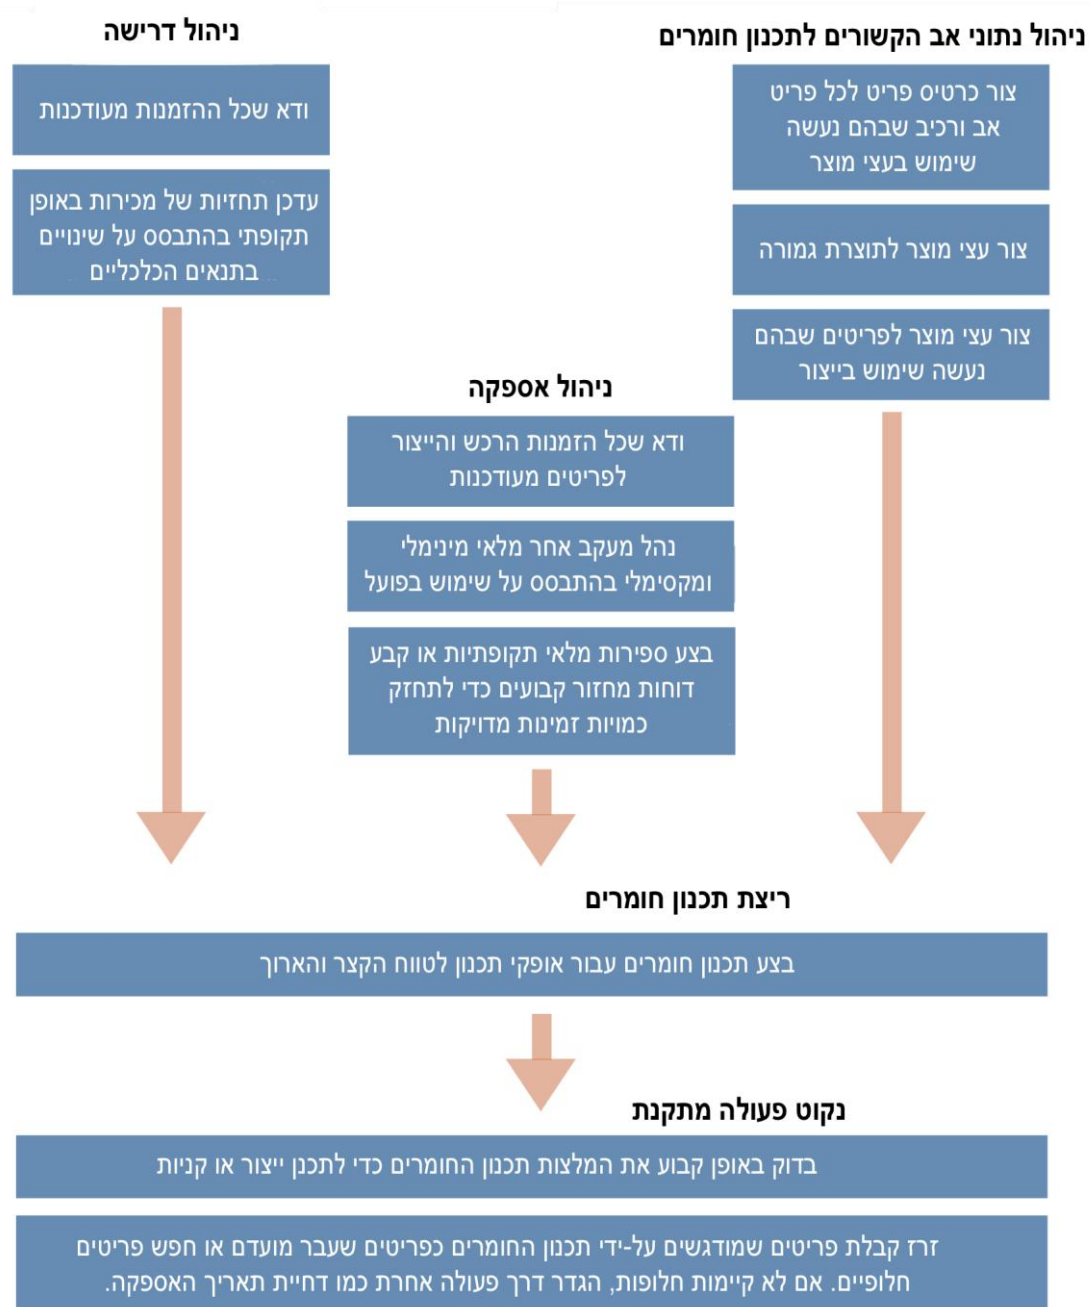 ניהול נתוני אב הקשורים לתכנון חומרים
צור כרטיס פריט לכל פריט
אב ורכיב שבהם נעשה
שימוש בעצי מוצר
צור עצי מוצר לתוצרת גמורה
צור עצי מוצר לפריטים שבהם
נעשה שימוש בייצור
ניהול דרישה
ודא שכל ההזמנות מעודכנות
עדכן תחזיות של מכירות באופן
תקופתי בהתבסס על שינויים
בתנאים הכלכליים
ניהול אספקה
ודא שכל הזמנות הרכש והייצור
לפריטים מעודכנות
נהל מעקב אחר מלאי מינימלי
ומקסימלי בהתבסס על שימוש בפועל
בצע ספירות מלאי תקופתיות או קבע
דוחות מחזור קבועים כדי לתחזק
כמויות זמינות מדויקות
ריצת תכנון חומרים
בצע תכנון חומרים עבור אופקי תכנון לטווח הקצר והארוך
נקוט פעולה מתקנת
בדוק באופן קבוע את המלצות תכנון החומרים כדי לתכנן ייצור או קניות
זרז קבלת פריטים שמודגשים על-ידי תכנון החומרים כפריטים שעבר מועדם או חפש פריטים
חלופיים. אם לא קיימות חלופות, הגדר דרך פעולה אחרת כמו דחיית תאריך האספקה.